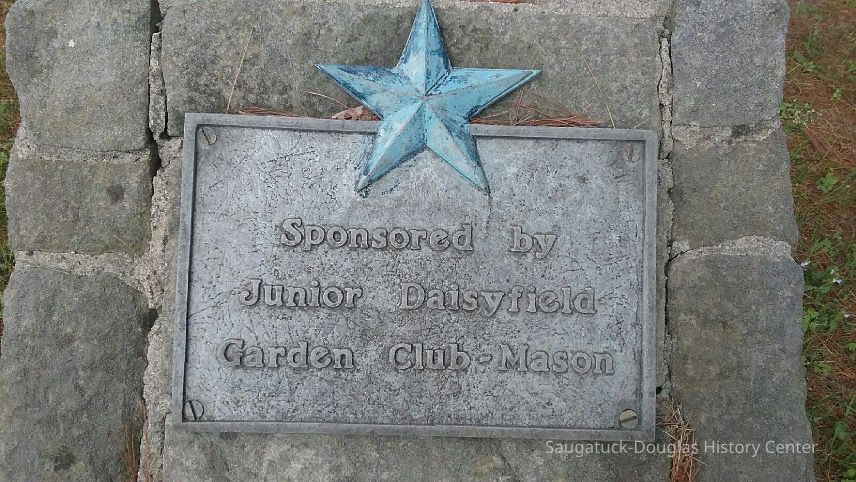 Sponsored by
Junior Daisyfield
Garden Club - Mason
Saugatuck-Douglas History Center